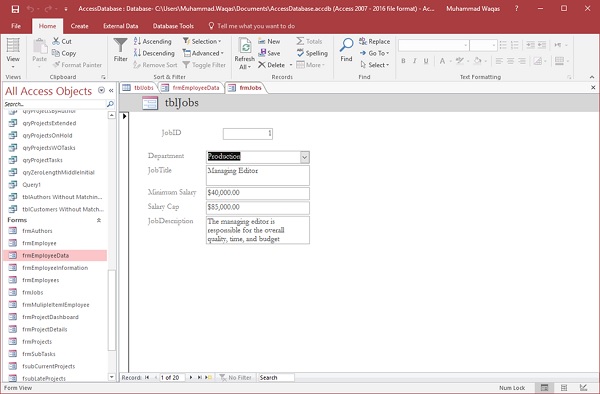 AccessDatabase : Database- C:\Users\Muhammad.Waqas\Documents\AccessDatabase.accdb (Access 2007 - 2016 file format) - Ac...
Muhammad Waqas
File Home Create External Data Database Tools Tell me what you want to do
View
Views
Paste
Cut
Copy
Format Painter
Clipboard
Filter
Ascending
Descending
Remove Sort
Selection
Advanced
Toggle Filter
Sort & Filter
Refresh All
New
Save
Delete
Totals
Spelling
More
Records
Find
Replace
Go To
Select
Find
B I U
Text Formatting
All Access Objects
Search...
qryProjectsByAuthor
qryProjectsExtended
qryProjectsOnHold
qryProjectsWOTasks
qryProjectTasks
qryZeroLengthMiddleInitial
Query1
tblAuthors Without Matchin...
tblCustomers Without Matc...
Forms
frmAuthors
frmEmployee
frmEmployeeData
frmEmployeeInformation
frmEmployees
frmJobs
frmMulipleItemEmployee
frmProjectDashboard
frmProjectDetails
frmProjects
frmSubTasks
fsubCurrentProjects
fsubLateProjects
tblJobs frmEmployeeData frmJobs
tblJobs
JobID 1
Department Production
JobTitle Managing Editor
Minimum Salary $40,000.00
Salary Cap $85,000.00
JobDescription The managing editor is
responsible for the overall
quality, time, and budget
Record: 1 of 20 No Filter Search
Form View
Num Lock